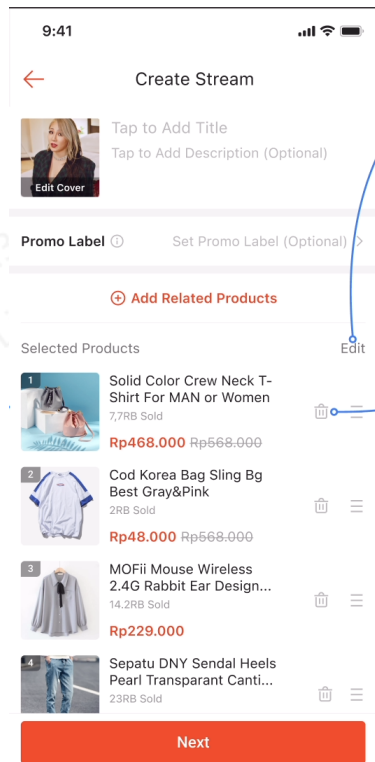 9:41
Create Stream
Tap to Add Title
Tap to Add Description (Optional)
Edit Cover
Promo Label
Set Promo Label (Optional)
Add Related Products
Selected Products
Edit
1
Solid Color Crew Neck T-
Shirt For MAN or Women
7,7RB Sold
Rp468.000 Rp568.000
2
Cod Korea Bag Sling Bg
Best Gray&Pink
2RB Sold
Rp48.000 Rp568.000
3
MOFii Mouse Wireless
2.4G Rabbit Ear Design...
14.2RB Sold
Rp229.000
4
Sepatu DNY Sendal Heels
Pearl Transparant Canti...
23RB Sold
Next